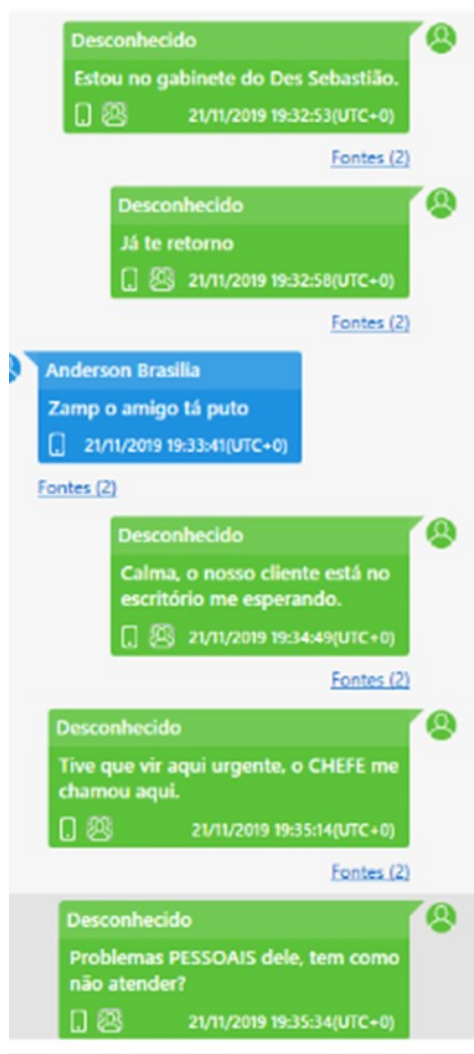 Desconhecido
Estou no gabinete do Des Sebastião.
21/11/2019 19:32:53(UTC+0)
Fontes (2)
Desconhecido
Já te retorno
21/11/2019 19:32:58(UTC+0)
Fontes (2)
Anderson Brasilia
Zamp o amigo tá puto
21/11/2019 19:33:41(UTC+0)
Fontes (2)
Desconhecido
Calma, o nosso cliente está no
escritório me esperando.
21/11/2019 19:34:49(UTC+0)
Fontes (2)
Desconhecido
Tive que vir aqui urgente, o CHEFE me
chamou aqui.
21/11/2019 19:35:14(UTC+0)
Fontes (2)
Desconhecido
Problemas PESSOAIS dele, tem como
não atender?
21/11/2019 19:35:34(UTC+0)